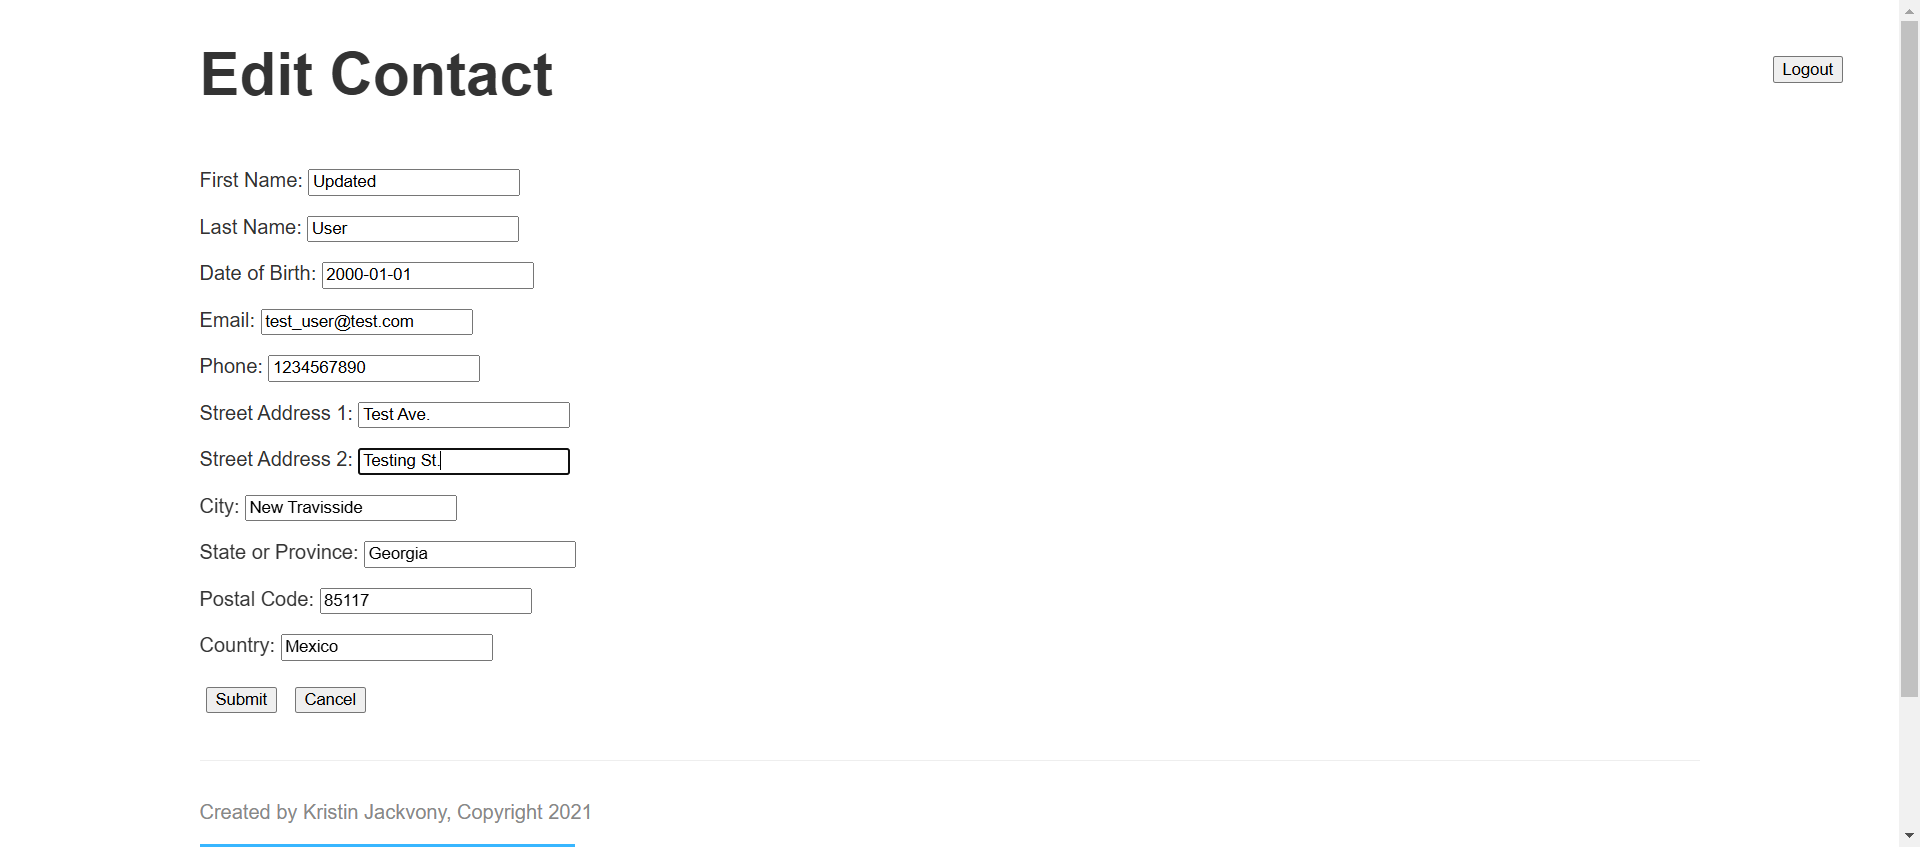 Edit Contact
Logout
First Name: Updated
Last Name: User
Date of Birth: 2000-01-01
Email: test_user@test.com
Phone: 1234567890
Street Address 1: Test Ave.
Street Address 2: Testing St.
City: New Travisside
State or Province: Georgia
Postal Code: 85117
Country: Mexico
Submit Cancel
Created by Kristin Jackvony, Copyright 2021